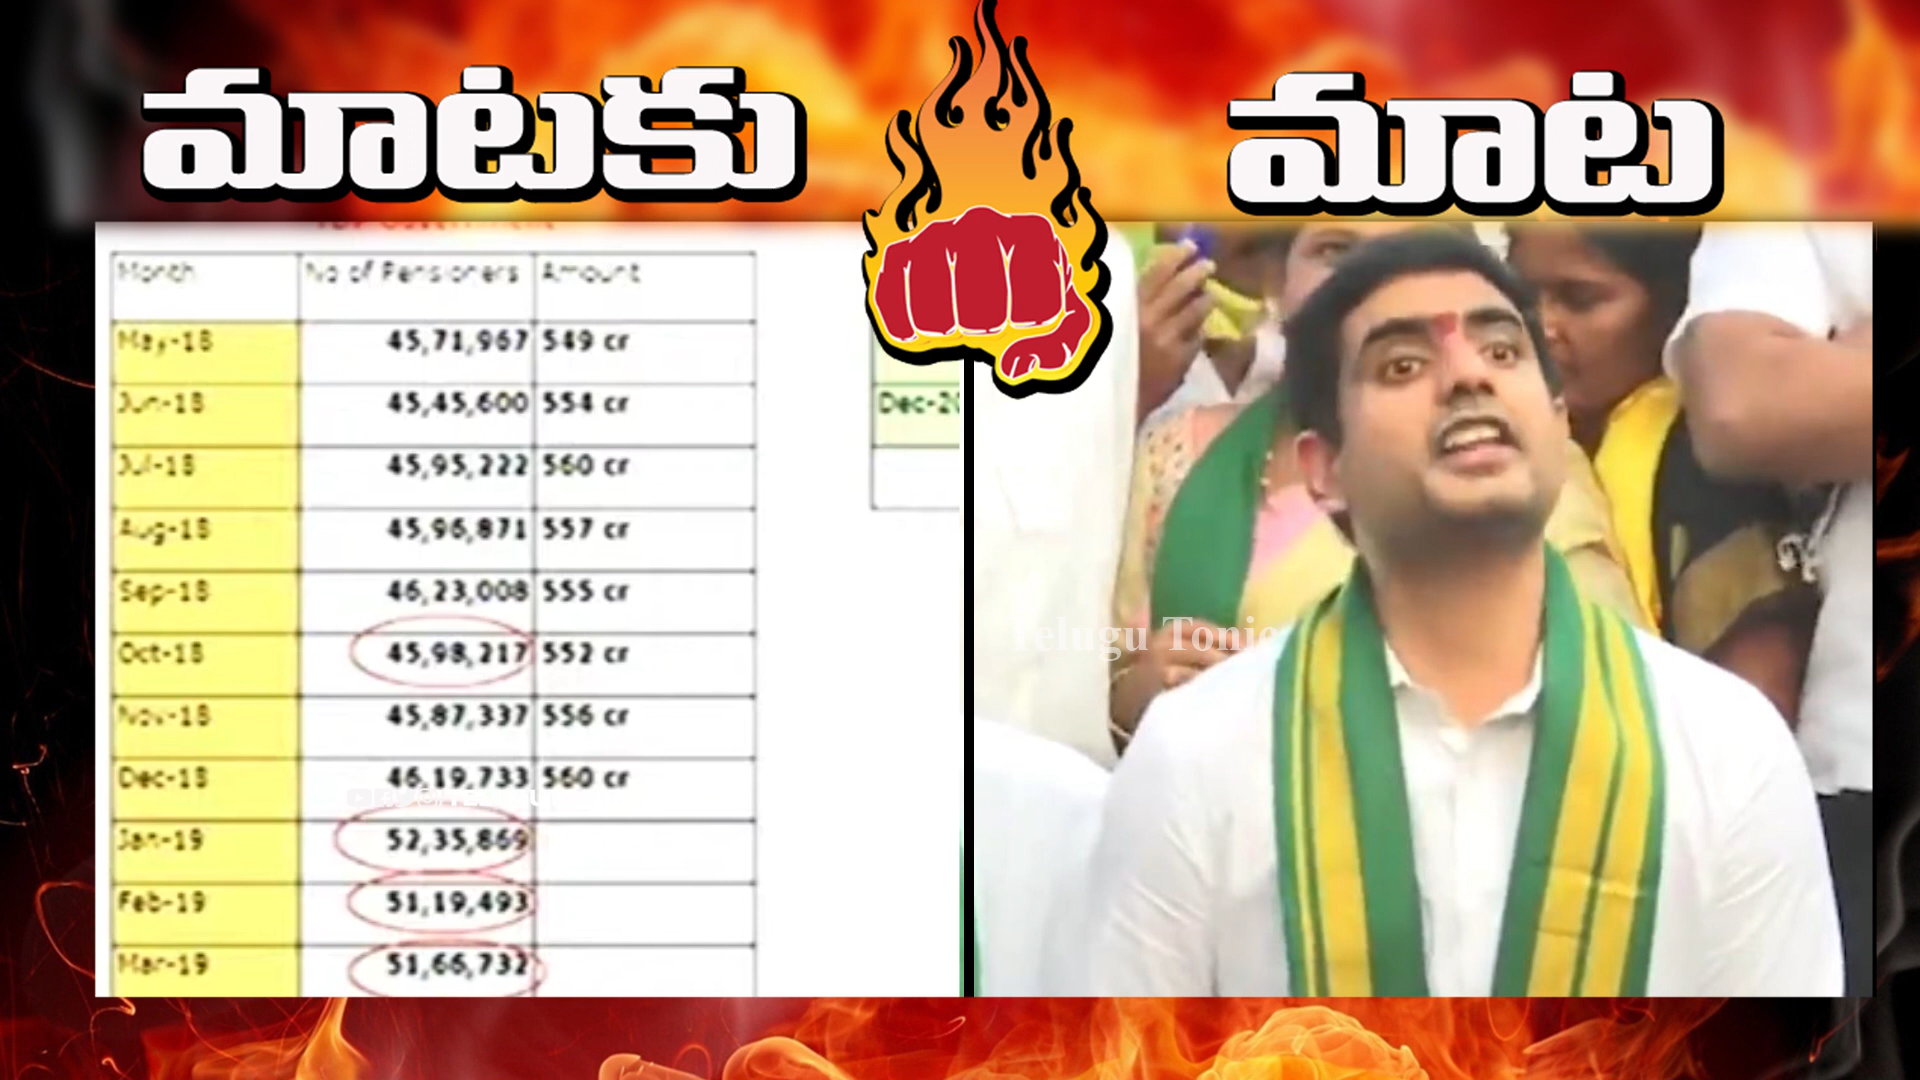 మాటకు మాట
Month No of Pensioners Amount
May-18 45,71,967 549 cr
Jun-18 45,45,600 554 cr
Jul-18 45,95,222 560 cr
Aug-18 45,96,871 557 cr
Sep-18 46,23,008 555 cr
Oct-18 45,98,217 552 cr
Nov-18 45,87,337 556 cr
Dec-18 46,19,733 560 cr
Jan-19 52,35,869
Feb-19 51,19,493
Mar-19 51,66,732
Dec-20
Telugu Tonic